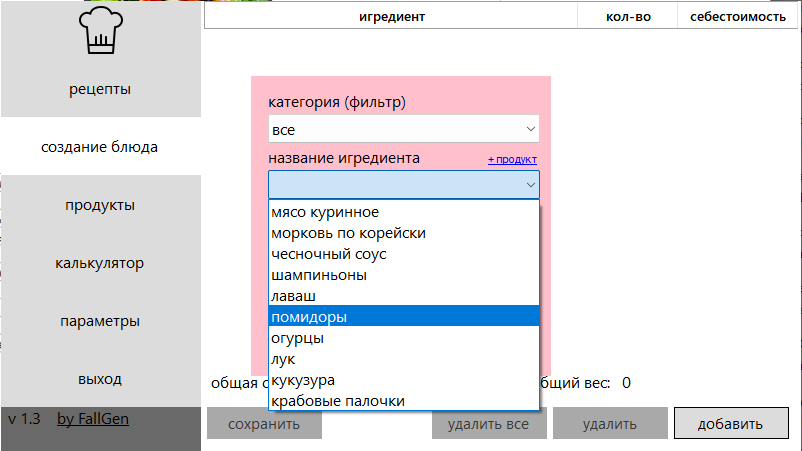 игредиент кол-во себестоимость
рецепты
создание блюда
продукты
калькулятор
параметры
выход
v 1.3 by FallGen
категория (фильтр)
все
название игредиента + продукт
мясо куринное
морковь по корейски
чесночный соус
шампиньоны
лаваш
помидоры
огурцы
лук
кукузура
крабовые палочки
общая вес: 0
сохранить удалить все удалить добавить